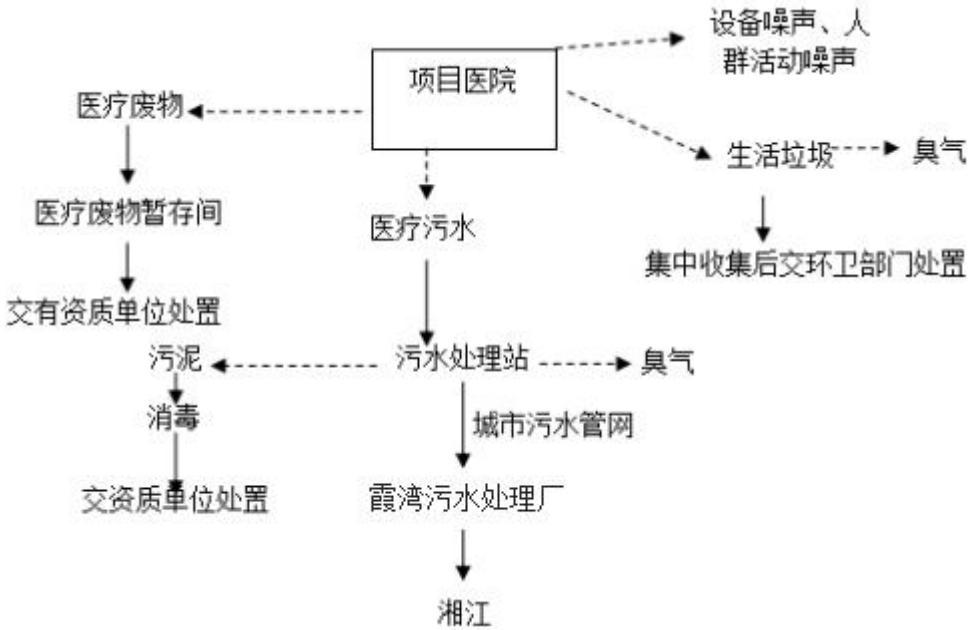 设备噪声、人
群活动噪声
项目医院
医疗废物
生活垃圾
臭气
医疗废物暂存间
医疗污水
集中收集后交环卫部门处置
交有资质单位处置
污泥
污水处理站
臭气
消毒
城市污水管网
交资质单位处置
霞湾污水处理厂
湘江